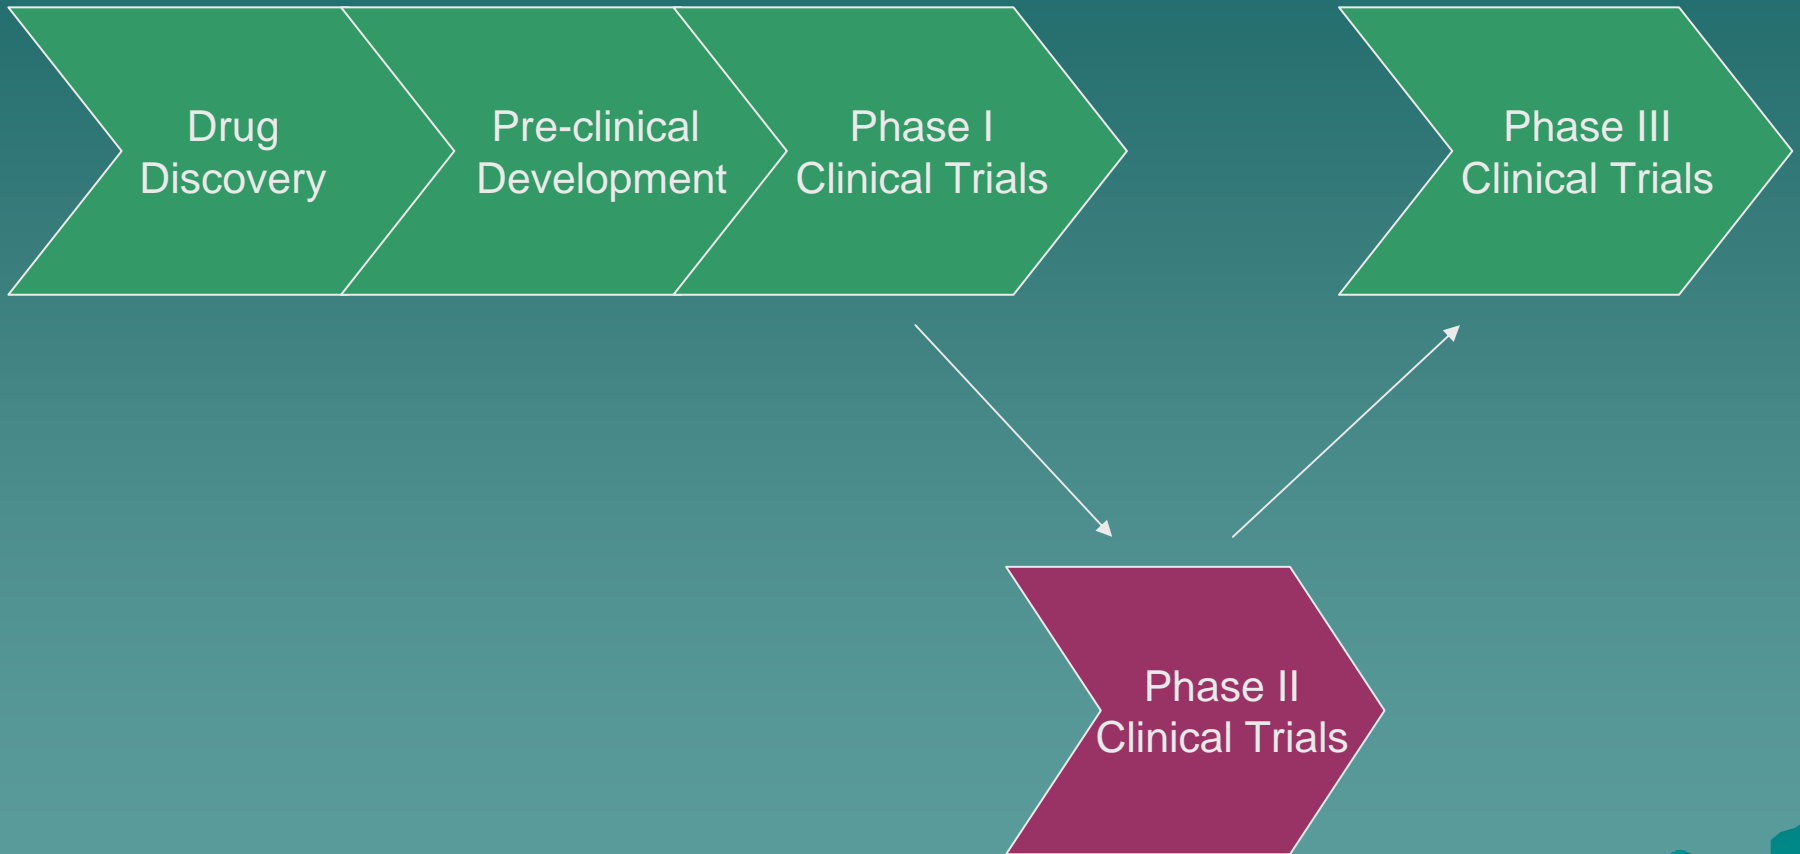 Drug
Discovery
Pre-clinical
Development
Phase I
Clinical Trials
Phase III
Clinical Trials
Phase II
Clinical Trials